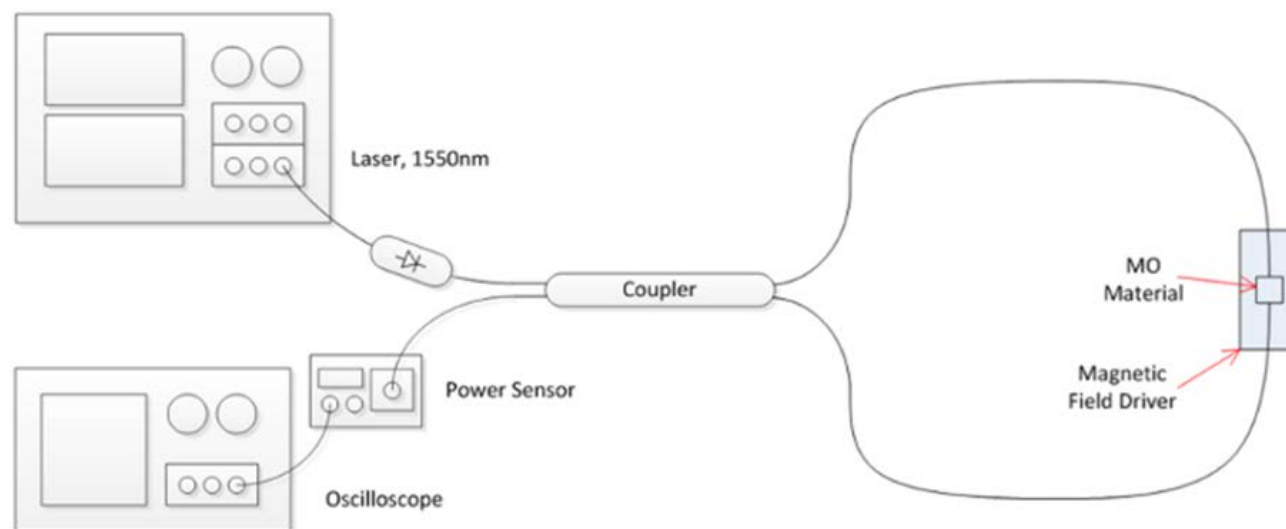 Laser, 1550nm
Coupler
MO
Material
Power Sensor
Magnetic
Field Driver
Oscilloscope